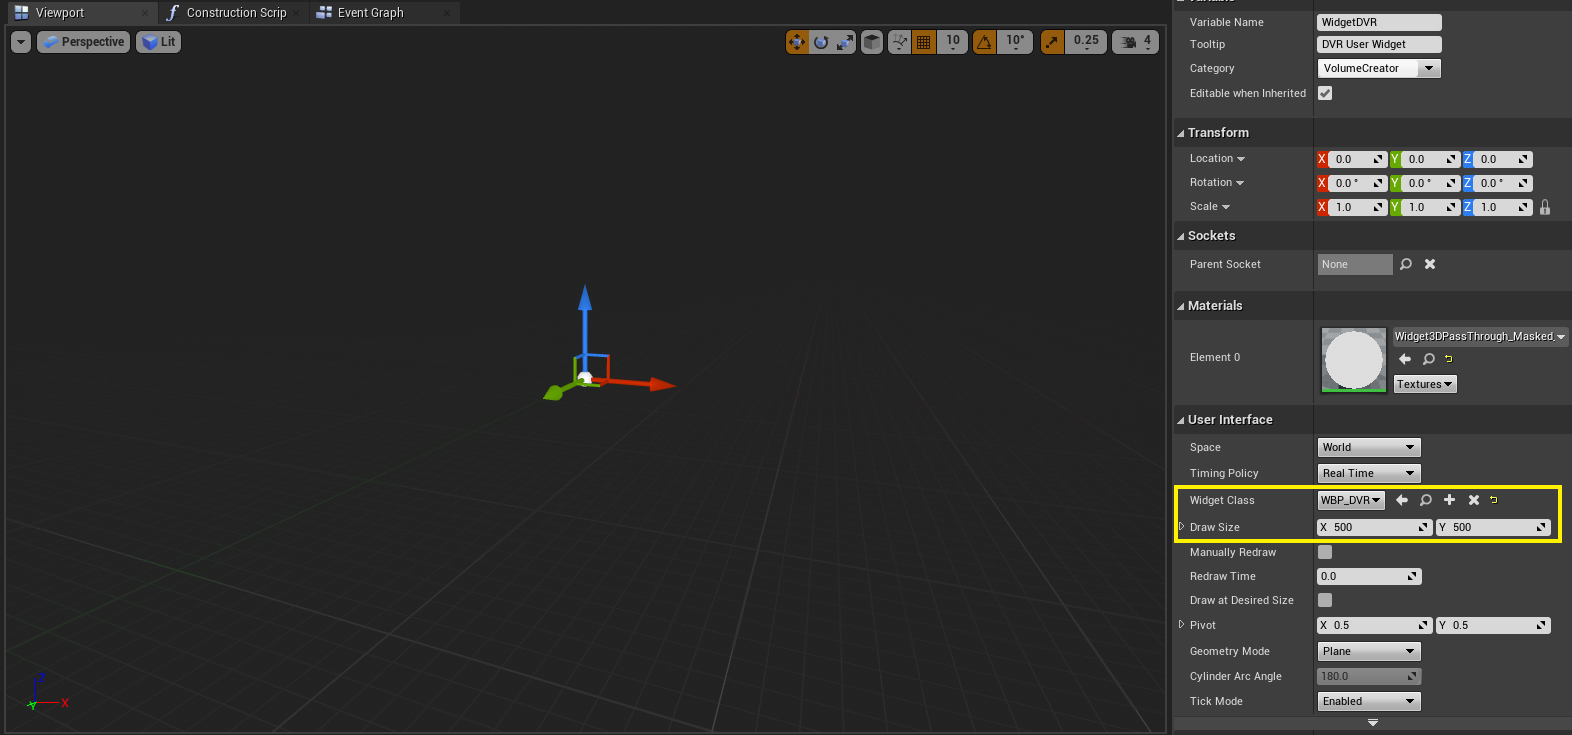 Viewport
Construction Scrip
Event Graph
Perspective
Lit
10
10°
0.25
4
Z
Y
X
Variable
Variable Name WidgetDVR
Tooltip DVR User Widget
Category VolumeCreator
Editable when Inherited
Transform
Location X 0.0 Y 0.0 Z 0.0
Rotation X 0.0 ° Y 0.0 ° Z 0.0 °
Scale X 1.0 Y 1.0 Z 1.0
Sockets
Parent Socket None
Materials
Element 0
Widget3DPassThrough_Masked_
Textures
User Interface
Space World
Timing Policy Real Time
Widget Class WBP_DVR
Draw Size X 500 Y 500
Manually Redraw
Redraw Time 0.0
Draw at Desired Size
Pivot X 0.5 Y 0.5
Geometry Mode Plane
Cylinder Arc Angle 180.0
Tick Mode Enabled